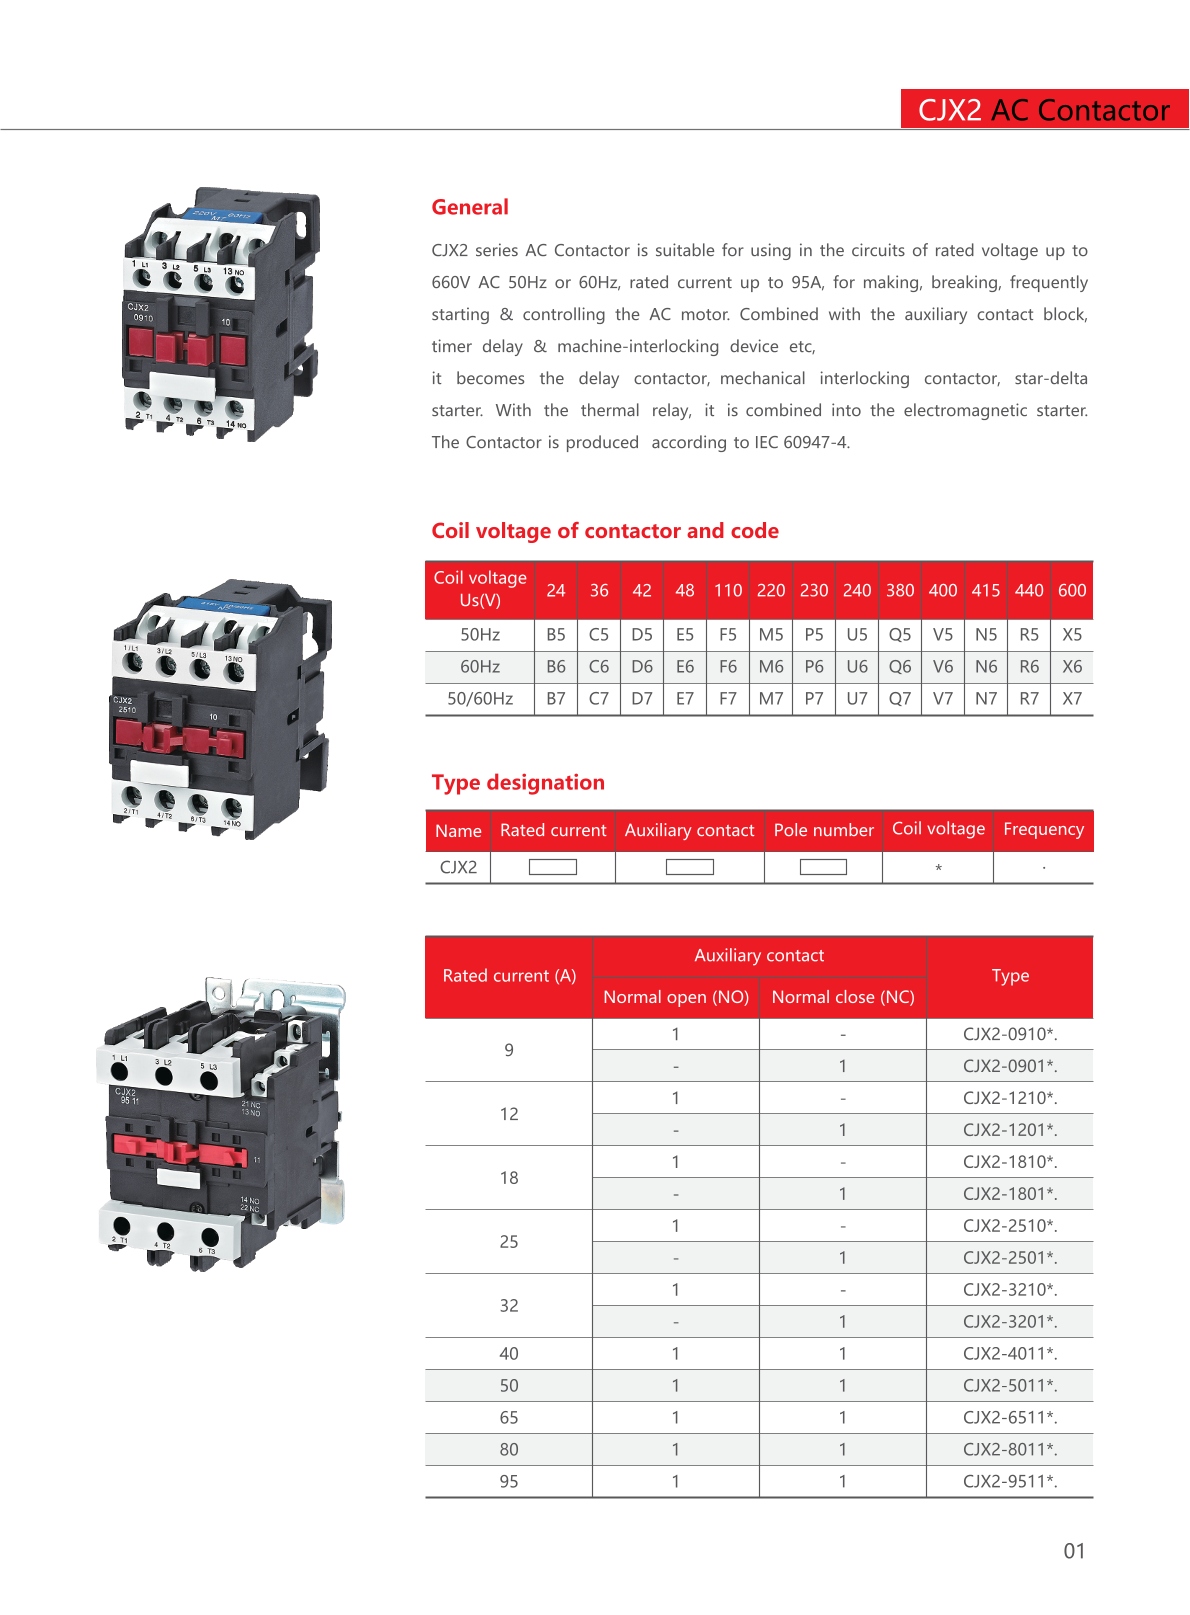 CJX2 AC Contactor
220V 60Hz
M7
1 L1 3 L2 5 L3 13 NO
CJX2
0910
10
2 T1 4 T2 6 T3 14 NO
General
CJX2 series AC Contactor is suitable for using in the circuits of rated voltage up to
660V AC 50Hz or 60Hz, rated current up to 95A, for making, breaking, frequently
starting & controlling the AC motor. Combined with the auxiliary contact block,
timer delay & machine-interlocking device etc,
it becomes the delay contactor, mechanical interlocking contactor, star-delta
starter. With the thermal relay, it is combined into the electromagnetic starter.
The Contactor is produced according to IEC 60947-4.
1/L1 3/L2 5/L3 13 NO
CJX2
2510
10
2/T1 4/T2 6/T3 14 NO
Coil voltage of contactor and code
Coil voltage
Us(V) 24 36 42 48 110 220 230 240 380 400 415 440 600
50Hz B5 C5 D5 E5 F5 M5 P5 U5 Q5 V5 N5 R5 X5
60Hz B6 C6 D6 E6 F6 M6 P6 U6 Q6 V6 N6 R6 X6
50/60Hz B7 C7 D7 E7 F7 M7 P7 U7 Q7 V7 N7 R7 X7
Type designation
Name Rated current Auxiliary contact Pole number Coil voltage Frequency
CJX2 * ·
1 L1 3 L2 5 L3
CJX2
95 11
21 NC
13 NO
11
14 NO
22 NC
2 T1 4 T2 6 T3
Rated current (A) Auxiliary contact Type
Normal open (NO) Normal close (NC)
9 1 - CJX2-0910*.
- 1 CJX2-0901*.
12 1 - CJX2-1210*.
- 1 CJX2-1201*.
18 1 - CJX2-1810*.
- 1 CJX2-1801*.
25 1 - CJX2-2510*.
- 1 CJX2-2501*.
32 1 - CJX2-3210*.
- 1 CJX2-3201*.
40 1 1 CJX2-4011*.
50 1 1 CJX2-5011*.
65 1 1 CJX2-6511*.
80 1 1 CJX2-8011*.
95 1 1 CJX2-9511*.
01